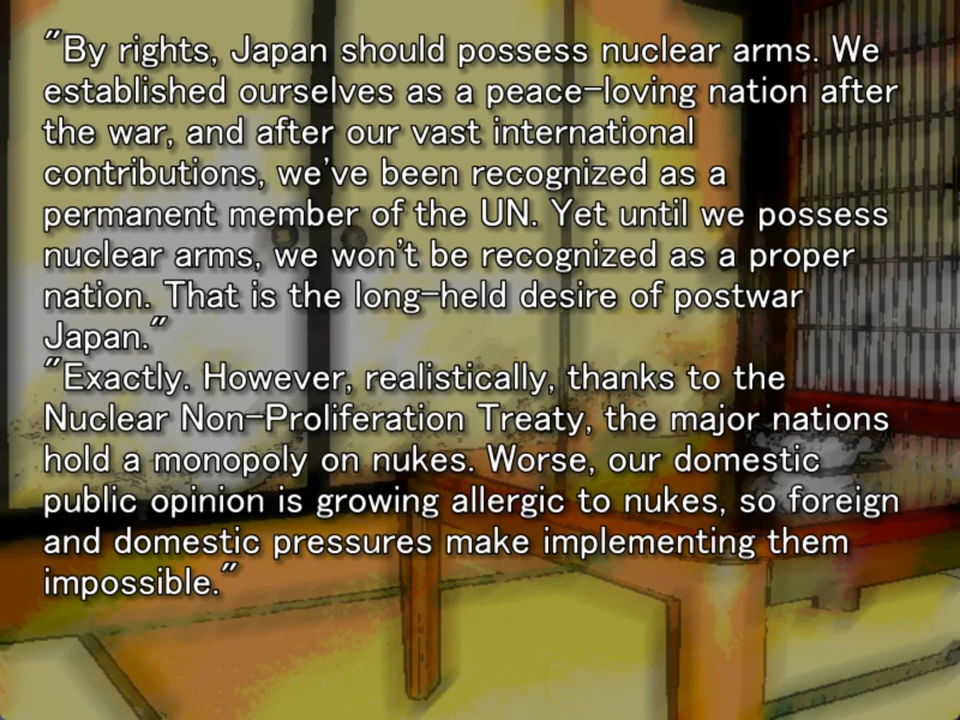 "By rights, Japan should possess nuclear arms. We
established ourselves as a peace-loving nation after
the war, and after our vast international
contributions, we've been recognized as a
permanent member of the UN. Yet until we possess
nuclear arms, we won't be recognized as a proper
nation. That is the long-held desire of postwar
Japan."
"Exactly. However, realistically, thanks to the
Nuclear Non-Proliferation Treaty, the major nations
hold a monopoly on nukes. Worse, our domestic
public opinion is growing allergic to nukes, so foreign
and domestic pressures make implementing them
impossible."